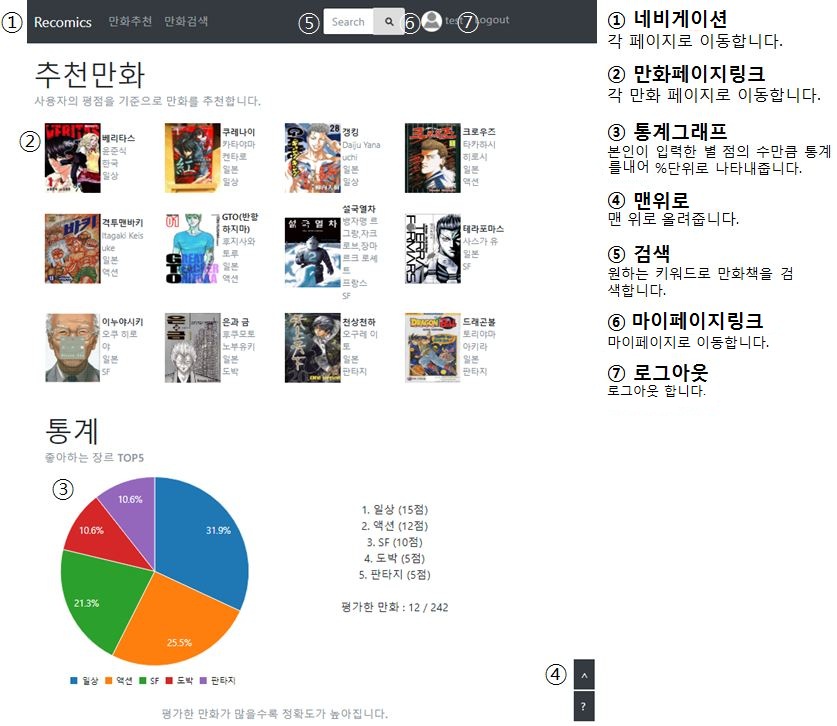 ① Recomics 만화추천 만화검색 ⑤ Search ⑥ test ⑦ Logout
추천만화
사용자의 평점을 기준으로 만화를 추천합니다.
②
베리타스
윤준식
한국
일상
쿠레나이
카타야마
켄타로
일본
일상
28
갱킹
Daiju Yana
uchi
일본
일상
크로우즈
타카하시
히로시
일본
액션
바키
격투맨바키
Itagaki Keis
uke
일본
액션
01
GREAT
TEACHER
GTO
GTO(반항
하지마)
후지사와
토루
일본
액션
설국열차
2
설국열차
뱅자맹 르
그랑,자크
로브,장마
르크 로셰
트
프랑스
SF
TERRA
FORMARS
테라포마스
사스가 유
일본
SF
이누야시키
오쿠 히로
야
일본
SF
은과 금
후쿠모토
노부유키
일본
도박
천상천하
오구레 이
토
일본
판타지
DRAGON BALL
드래곤볼
토리야마
아키라
일본
판타지
통계
좋아하는 장르 TOP5
③
10.6%
31.9%
10.6%
21.3%
25.5%
일상 액션 SF 도박 판타지
1. 일상 (15점)
2. 액션 (12점)
3. SF (10점)
4. 도박 (5점)
5. 판타지 (5점)
평가한 만화 : 12 / 242
④ ^
?
평가한 만화가 많을수록 정확도가 높아집니다.
① 네비게이션
각 페이지로 이동합니다.
② 만화페이지링크
각 만화 페이지로 이동합니다.
③ 통계그래프
본인이 입력한 별 점의 수만큼 통계
를내어 %단위로 나타내줍니다.
④ 맨위로
맨 위로 올려줍니다.
⑤ 검색
원하는 키워드로 만화책을 검
색합니다.
⑥ 마이페이지링크
마이페이지로 이동합니다.
⑦ 로그아웃
로그아웃 합니다.